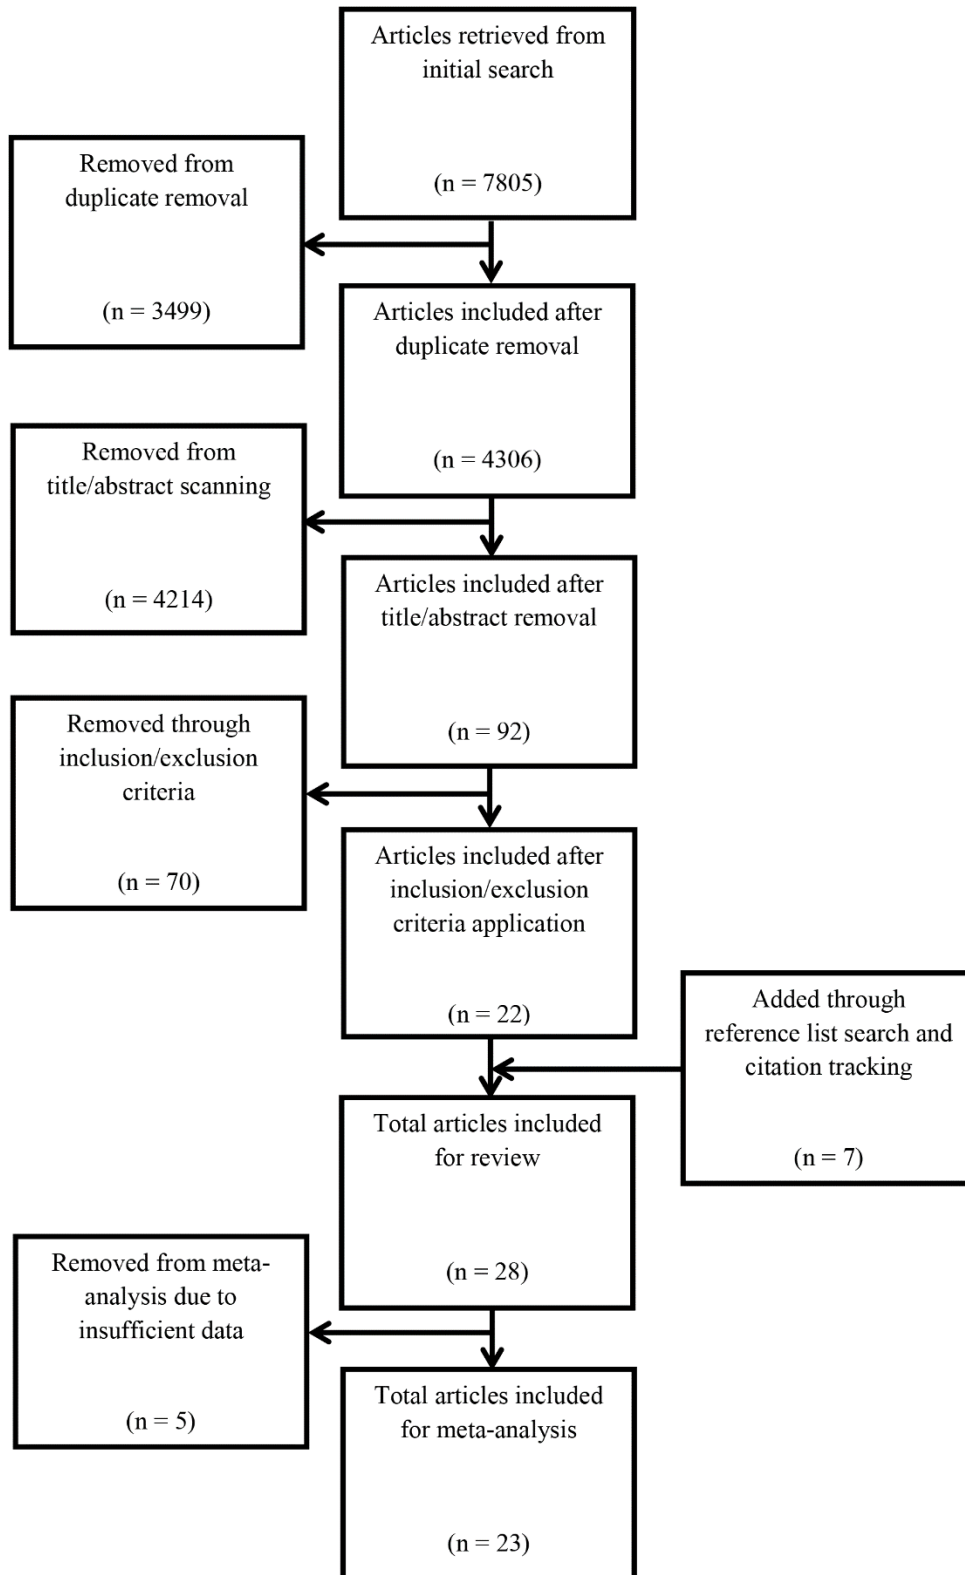 Articles retrieved from
initial search
(n = 7805)
Removed from
duplicate removal
(n = 3499)
Articles included after
duplicate removal
(n = 4306)
Removed from
title/abstract scanning
(n = 4214)
Articles included after
title/abstract removal
(n = 92)
Removed through
inclusion/exclusion
criteria
(n = 70)
Articles included after
inclusion/exclusion
criteria application
(n = 22)
Added through
reference list search and
citation tracking
(n = 7)
Total articles included
for review
(n = 28)
Removed from meta-
analysis due to
insufficient data
(n = 5)
Total articles included
for meta-analysis
(n = 23)